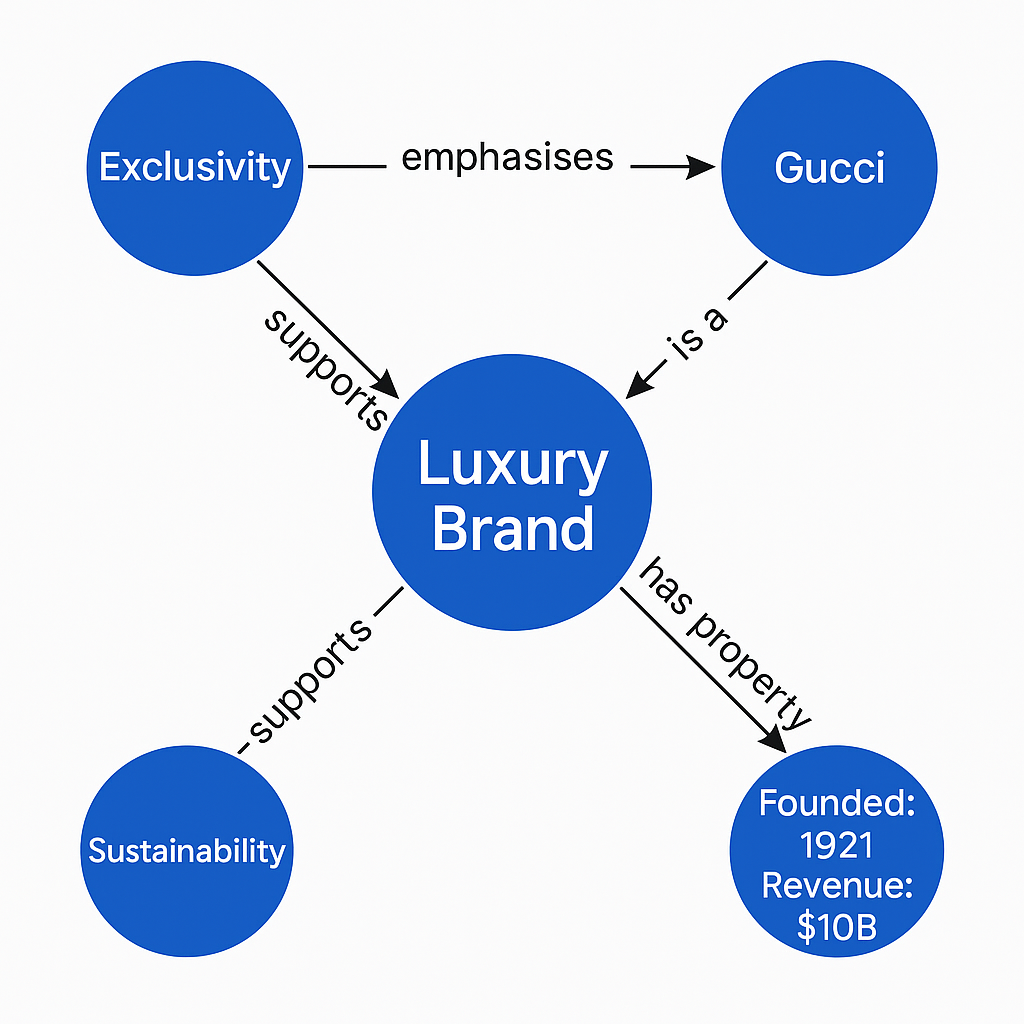 Exclusivity
emphasises
Gucci
supports
is a
Luxury
Brand
supports
has property
Sustainability
Founded:
1921
Revenue:
$10B